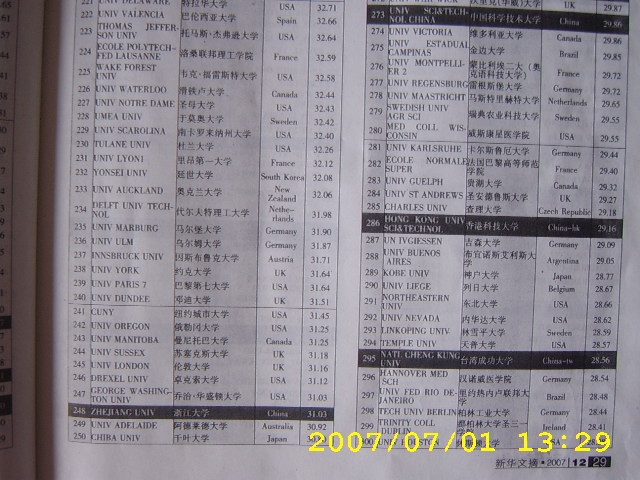 221 UNIV DELAWARE 特拉华大学 USA 32.71
222 UNIV VALENCIA 巴伦西亚大学 Spain 32.66
223 THOMAS JEFFERSON UNIV 托马斯·杰弗逊大学 USA 32.64
224 ECOLE POLYTECHFED LAUSANNE 洛桑联邦理工学院 France 32.59
225 WAKE FOREST UNIV 韦克·福雷斯特大学 USA 32.58
226 UNIV WATERLOO 滑铁卢大学 Canada 32.44
227 UNIV NOTRE DAME 圣母大学 USA 32.43
228 UMEA UNIV 于莫奥大学 Sweden 32.42
229 UNIV SCAROLINA 南卡罗来纳州大学 USA 32.40
230 TULANE UNIV 杜兰大学 USA 32.26
231 UNIV LYON1 里昂第一大学 France 32.12
232 YONSEI UNIV 延世大学 South Korea 32.08
233 UNIV AUCKLAND 奥克兰大学 New Zealand 32.06
234 DELFT UNIV TECHNOL 代尔夫特理工大学 Netherlands 31.98
235 UNIV MARBURG 马尔堡大学 Germany 31.90
236 UNIV ULM 乌尔姆大学 Germany 31.87
237 INNSBRUCK UNIV 因斯布鲁克大学 Austria 31.71
238 UNIV YORK 约克大学 UK 31.64
239 UNIV PARIS 7 巴黎第七大学 USA 31.64
240 UNIV DUNDEE 邓迪大学 UK 31.51
241 CUNY 纽约城市大学 USA 31.45
242 UNIV OREGON 俄勒冈大学 USA 31.25
243 UNIV MANITOBA 曼尼托巴大学 Canada 31.25
244 UNIV SUSSEX 苏塞克斯大学 UK 31.18
245 UNIV LONDON 伦敦大学 UK 31.16
246 DREXEL UNIV 卓克索大学 USA 31.12
247 GEORGE WASHINGTON UNIV 乔治·华盛顿大学 USA 31.03
248 ZHEJIANG UNIV 浙江大学 China 31.03
249 UNIV ADELAIDE 阿德莱德大学 Australia 30.92
250 CHIBA UNIV 千叶大学 Japan
UK 29.87
273 UNIV SCI&TECHNOL CHINA 中国科学技术大学 China 29.86
274 UNIV VICTORIA 维多利亚大学 Canada 29.86
275 UNIV ESTADUAL CAMPINAS 金边大学 Brazil 29.85
276 UNIV MONTPELLIER 2 蒙比利埃二大（奥克语科技大学） France 29.72
277 UNIV REGENSBURG 雷根斯堡大学 Germany 29.72
278 UNIV MAASTRICHT 马斯特里赫特大学 Netherlands 29.65
279 SWEDISH UNIV AGR SCI 瑞典农业科技大学 Sweden 29.55
280 MED COLL WISCONSIN 威斯康星医学院 USA 29.55
281 UNIV KARLSRUHE 卡尔斯鲁厄大学 Germany 29.44
282 ECOLE NORMALE SUPER 法国巴黎高等师范学院 France 29.40
283 UNIV GUELPH 贵湖大学 Canada 29.32
284 UNIV ST ANDREWS 圣安德鲁斯大学 UK 29.27
285 CHARLES UNIV 查理大学 Czech Republic 29.18
286 HONG KONG UNIV SCI&TECHNOL 香港科技大学 China-hk 29.16
287 UN IVGIESSEN 吉森大学 Germany 29.09
288 UNIV BUENOS AIRES 布宜诺斯艾利斯大学 Argentina 29.05
289 KOBE UNIV 神户大学 Japan 28.77
290 UNIV LIEGE 列日大学 Belgium 28.67
291 NORTHEASTERN UNIV 东北大学 USA 28.66
292 UNIV NEVADA 内华达大学 USA 28.62
293 LINKOPING UNIV 林雪平大学 Sweden 28.59
294 TEMPLE UNIV 天普大学 USA 28.57
295 NATL CHENG KUNG UNIV 台湾成功大学 China-tw 28.56
296 HANNOVER MED SCH 汉诺威医学院 Germany 28.54
297 UNIV FED RIO DEJANEIRO 里约热内卢联邦大学 Brazil 28.48
298 TECH UNIV BERLIN 柏林工业大学 Germany 28.44
299 TRINITY COLL DUBLIN 都柏林大学圣三一学院 Ireland 28.41
2007/07/01 13:29
新华文摘·2007 12 29